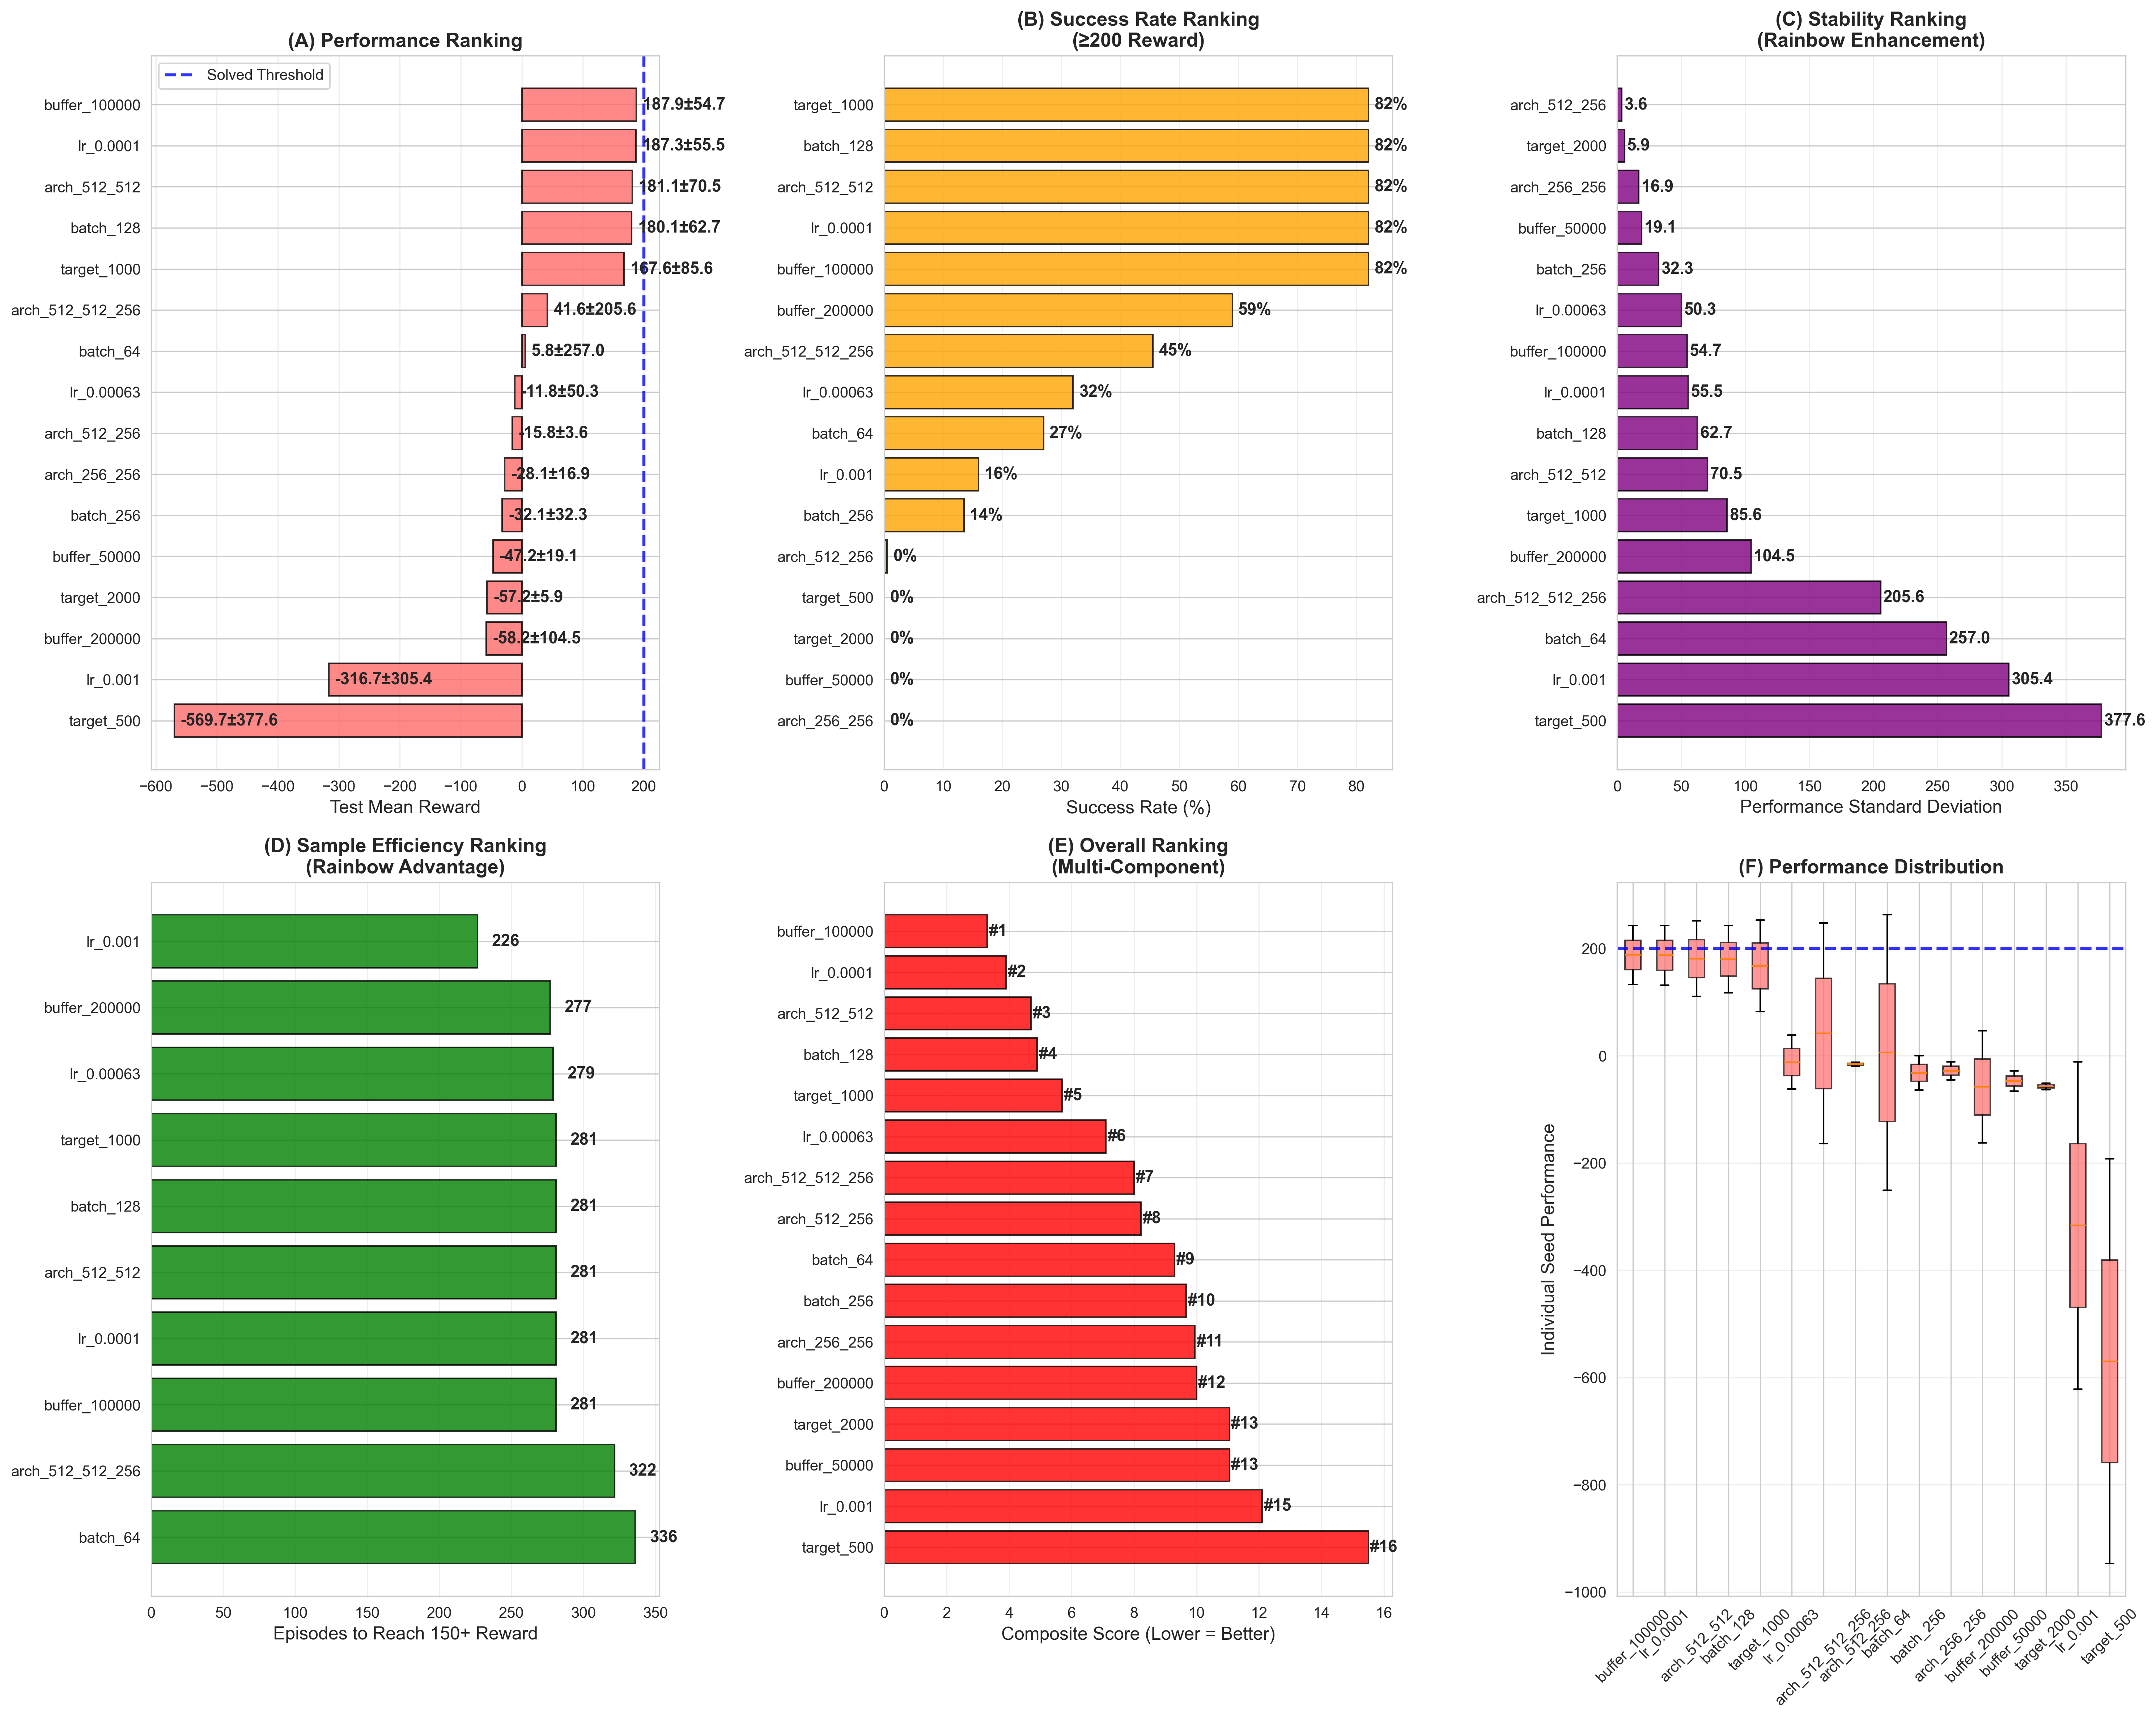 (A) Performance Ranking
Solved Threshold
buffer_100000
187.9±54.7
lr_0.0001
187.3±55.5
arch_512_512
181.1±70.5
batch_128
180.1±62.7
target_1000
167.6±85.6
arch_512_512_256
41.6±205.6
batch_64
5.8±257.0
lr_0.00063
-11.8±50.3
arch_512_256
-15.8±3.6
arch_256_256
-28.1±16.9
batch_256
-32.1±32.3
buffer_50000
-47.2±19.1
target_2000
-57.2±5.9
buffer_200000
-58.2±104.5
lr_0.001
-316.7±305.4
target_500
-569.7±377.6
−600 −500 −400 −300 −200 −100 0 100 200
Test Mean Reward
(B) Success Rate Ranking
(≥200 Reward)
target_1000
82%
batch_128
82%
arch_512_512
82%
lr_0.0001
82%
buffer_100000
82%
buffer_200000
59%
arch_512_512_256
45%
lr_0.00063
32%
batch_64
27%
lr_0.001
16%
batch_256
14%
arch_512_256
0%
target_500
0%
target_2000
0%
buffer_50000
0%
arch_256_256
0%
0 10 20 30 40 50 60 70 80
Success Rate (%)
(C) Stability Ranking
(Rainbow Enhancement)
arch_512_256
3.6
target_2000
5.9
arch_256_256
16.9
buffer_50000
19.1
batch_256
32.3
lr_0.00063
50.3
buffer_100000
54.7
lr_0.0001
55.5
batch_128
62.7
arch_512_512
70.5
target_1000
85.6
buffer_200000
104.5
arch_512_512_256
205.6
batch_64
257.0
lr_0.001
305.4
target_500
377.6
0 50 100 150 200 250 300 350
Performance Standard Deviation
(D) Sample Efficiency Ranking
(Rainbow Advantage)
lr_0.001
226
buffer_200000
277
lr_0.00063
279
target_1000
281
batch_128
281
arch_512_512
281
lr_0.0001
281
buffer_100000
281
arch_512_512_256
322
batch_64
336
0 50 100 150 200 250 300 350
Episodes to Reach 150+ Reward
(E) Overall Ranking
(Multi-Component)
buffer_100000
#1
lr_0.0001
#2
arch_512_512
#3
batch_128
#4
target_1000
#5
lr_0.00063
#6
arch_512_512_256
#7
arch_512_256
#8
batch_64
#9
batch_256
#10
arch_256_256
#11
buffer_200000
#12
target_2000
#13
buffer_50000
#13
lr_0.001
#15
target_500
#16
0 2 4 6 8 10 12 14 16
Composite Score (Lower = Better)
(F) Performance Distribution
Individual Seed Performance
200
0
−200
−400
−600
−800
−1000
buffer_100000
lr_0.0001
arch_512_512
batch_128
target_1000
lr_0.00063
arch_512_512_256
arch_512_256
batch_64
batch_256
arch_256_256
buffer_200000
buffer_50000
target_2000
lr_0.001
target_500